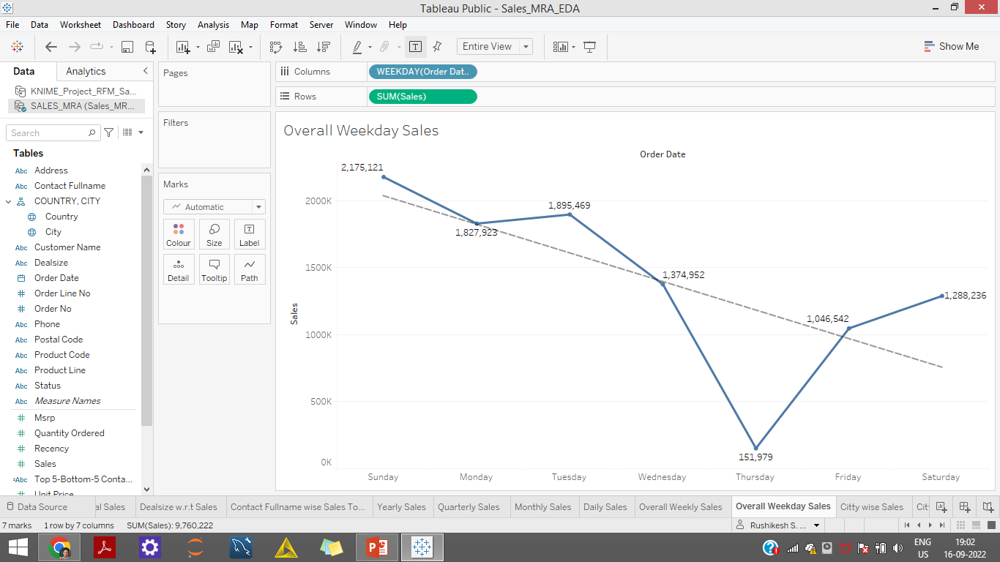 Tableau Public - Sales_MRA_EDA
File Data Worksheet Dashboard Story Analysis Map Format Server Window Help
Entire View
Show Me
Data Analytics
KNIME_Project_RFM_Sa...
SALES_MRA (Sales_MR...
Search
Tables
Abc Address
Abc Contact Fullname
COUNTRY, CITY
Country
City
Abc Customer Name
Abc Dealsize
Order Date
# Order Line No
# Order No
Abc Phone
Abc Postal Code
Abc Product Code
Abc Product Line
Abc Status
Abc Measure Names
# Msrp
# Quantity Ordered
# Recency
# Sales
=Abc Top 5-Bottom-5 Conta...
# Unit Price
Pages
Filters
Marks
Automatic
Colour Size Label
Detail Tooltip Path
Columns WEEKDAY(Order Dat..
Rows SUM(Sales)
Overall Weekday Sales
Order Date
2,175,121
2000K
1,895,469
1,827,923
1500K
1,374,952
1,288,236
Sales
1,046,542
1000K
500K
151,979
0K
Sunday Monday Tuesday Wednesday Thursday Friday Saturday
Data Source al Sales Dealsize w.r.t Sales Contact Fullname wise Sales To... Yearly Sales Quarterly Sales Monthly Sales Daily Sales Overall Weekly Sales Overall Weekday Sales Citty wise Sales Citt
7 marks 1 row by 7 columns SUM(Sales): 9,760,222
Rushikesh S. ...
ENG
US
19:02
16-09-2022